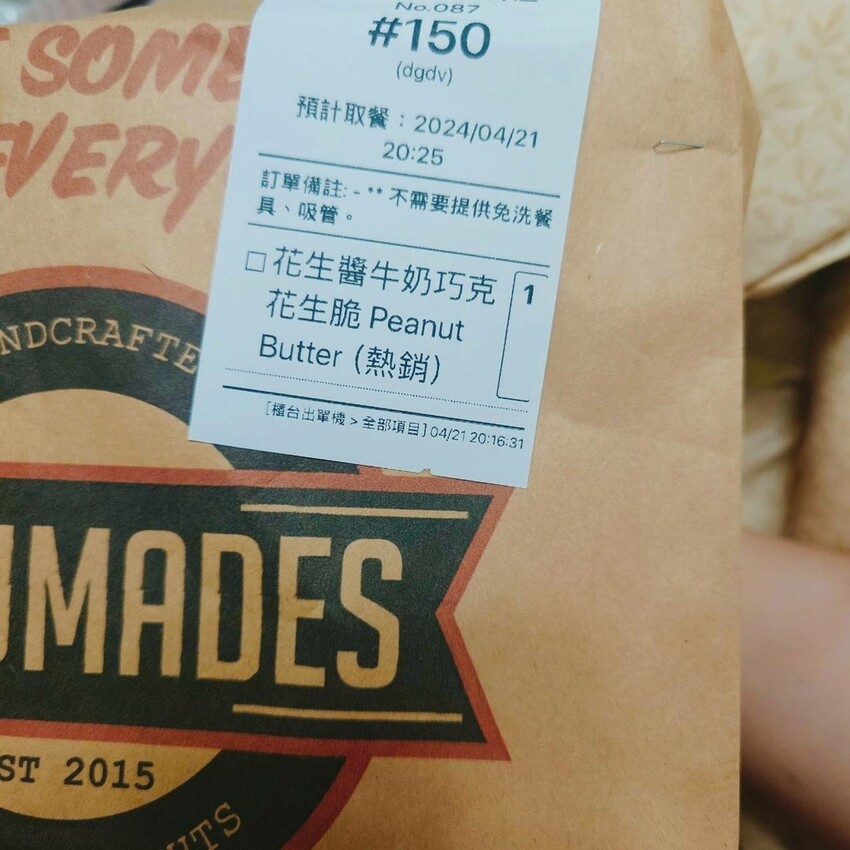 SOME
EVERY
No.087
#150
(dgdv)
預計取餐：2024/04/21
20:25
訂單備註: - ** 不需要提供免洗餐
具、吸管。
□ 花生醬牛奶巧克
花生脆 Peanut
Butter (熱銷)
1
[櫃台出單機 > 全部項目] 04/21 20:16:31
NDCRAFTE
UMADES
ST 2015
UTS